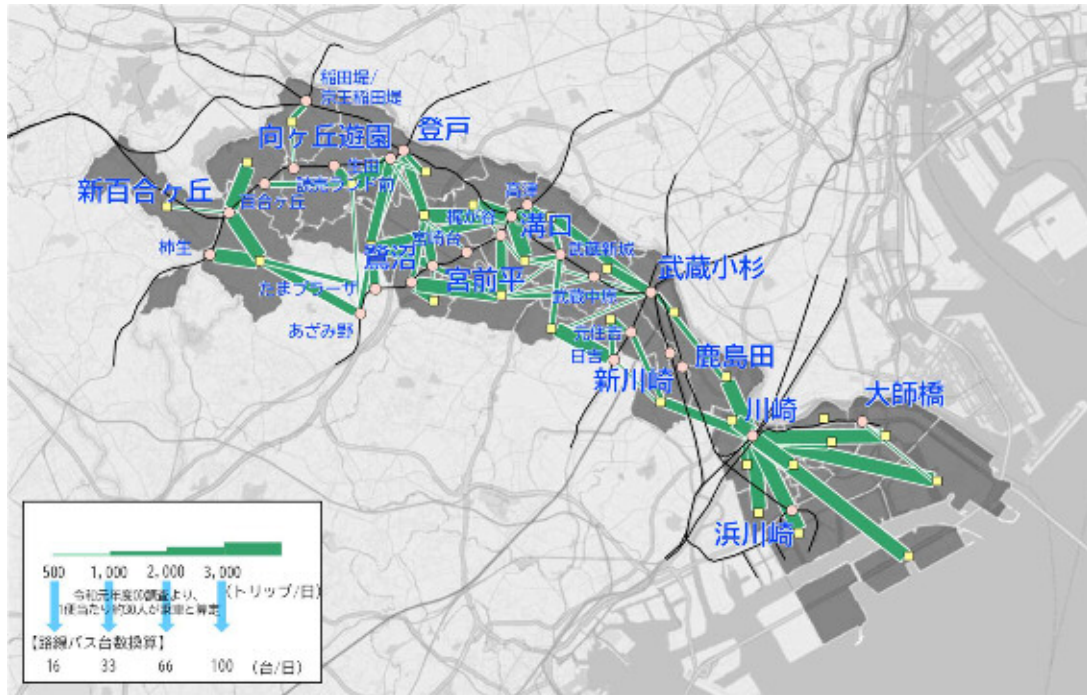 稲田堤/
京王稲田堤
登戸
向ヶ丘遊園
生田
読売ランド前
新百合ヶ丘
百合ヶ丘
柿生
高津
梶が谷
溝口
宮崎台
武蔵新城
鷺沼
宮前平
武蔵小杉
たまプラーザ
武蔵中原
あざみ野
元住吉
日吉
新川崎
鹿島田
川崎
大師橋
浜川崎
500 1,000 2,000 3,000
(トリップ/日)
令和元年度OD調査より、
1便当たり約30人が乗車と算定
【路線バス台数換算】
16 33 66 100 (台/日)